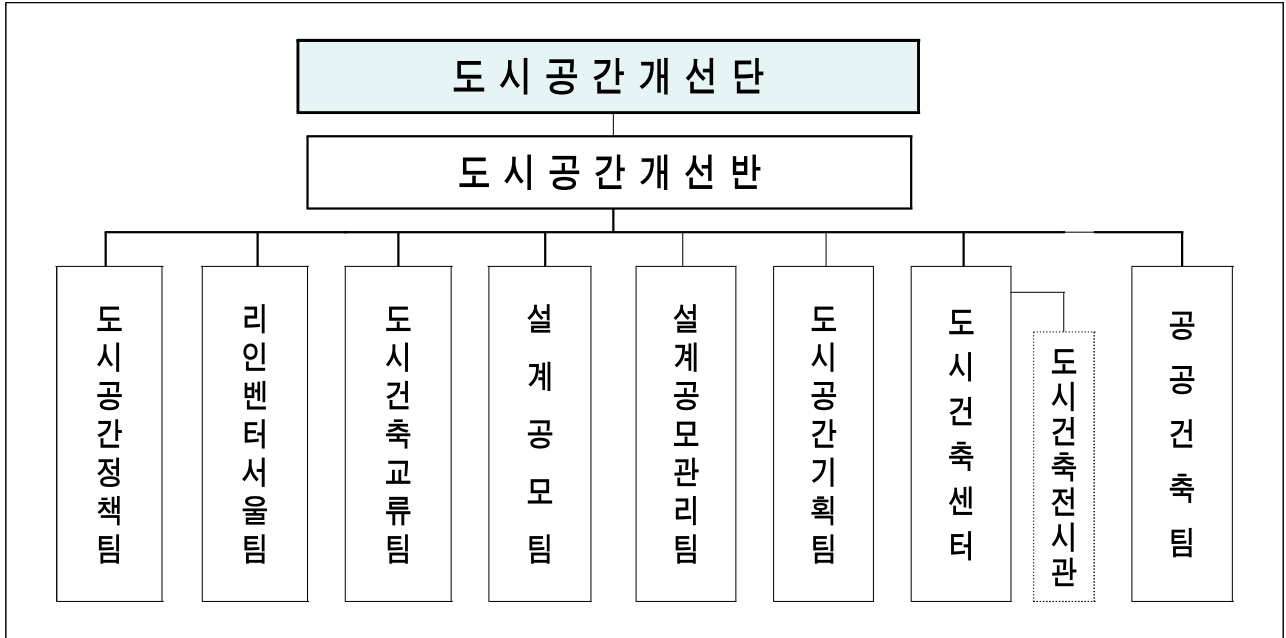 도시공간개선단
도시공간개선반
도시공간정책팀
리인벤터서울팀
도시건축교류팀
설계공모팀
설계공모관리팀
도시공간기획팀
도시건축센터
도시건축전시관
공공건축팀